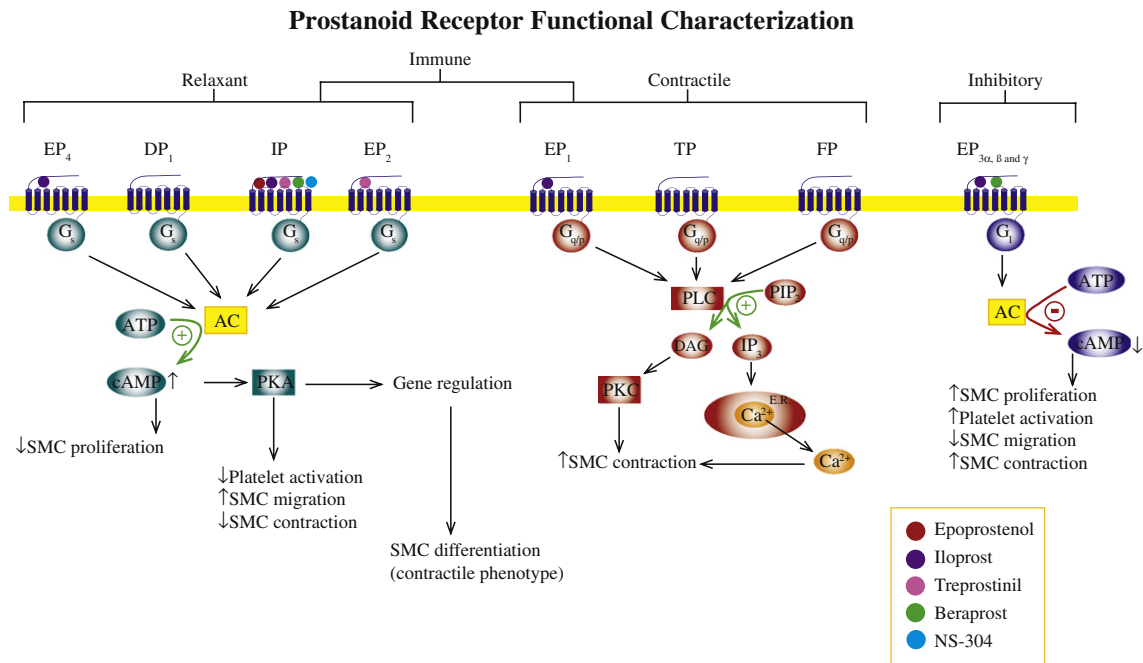 Prostanoid Receptor Functional Characterization
Immune
Relaxant
Contractile
Inhibitory
EP4
DP1
IP
EP2
EP1
TP
FP
EP3α, ß and γ
Gs
Gs
Gs
Gs
Gq/p
Gq/p
Gq/p
G1
ATP
+
AC
cAMP ↑
PKA
Gene regulation
↓SMC proliferation
↓Platelet activation
↑SMC migration
↓SMC contraction
SMC differentiation
(contractile phenotype)
PLC
PIP2
+
DAG
IP3
PKC
E.R.
Ca2+
↑SMC contraction
Ca2+
AC
ATP
-
cAMP ↓
↑SMC proliferation
↑Platelet activation
↓SMC migration
↑SMC contraction
Epoprostenol
Iloprost
Treprostinil
Beraprost
NS-304